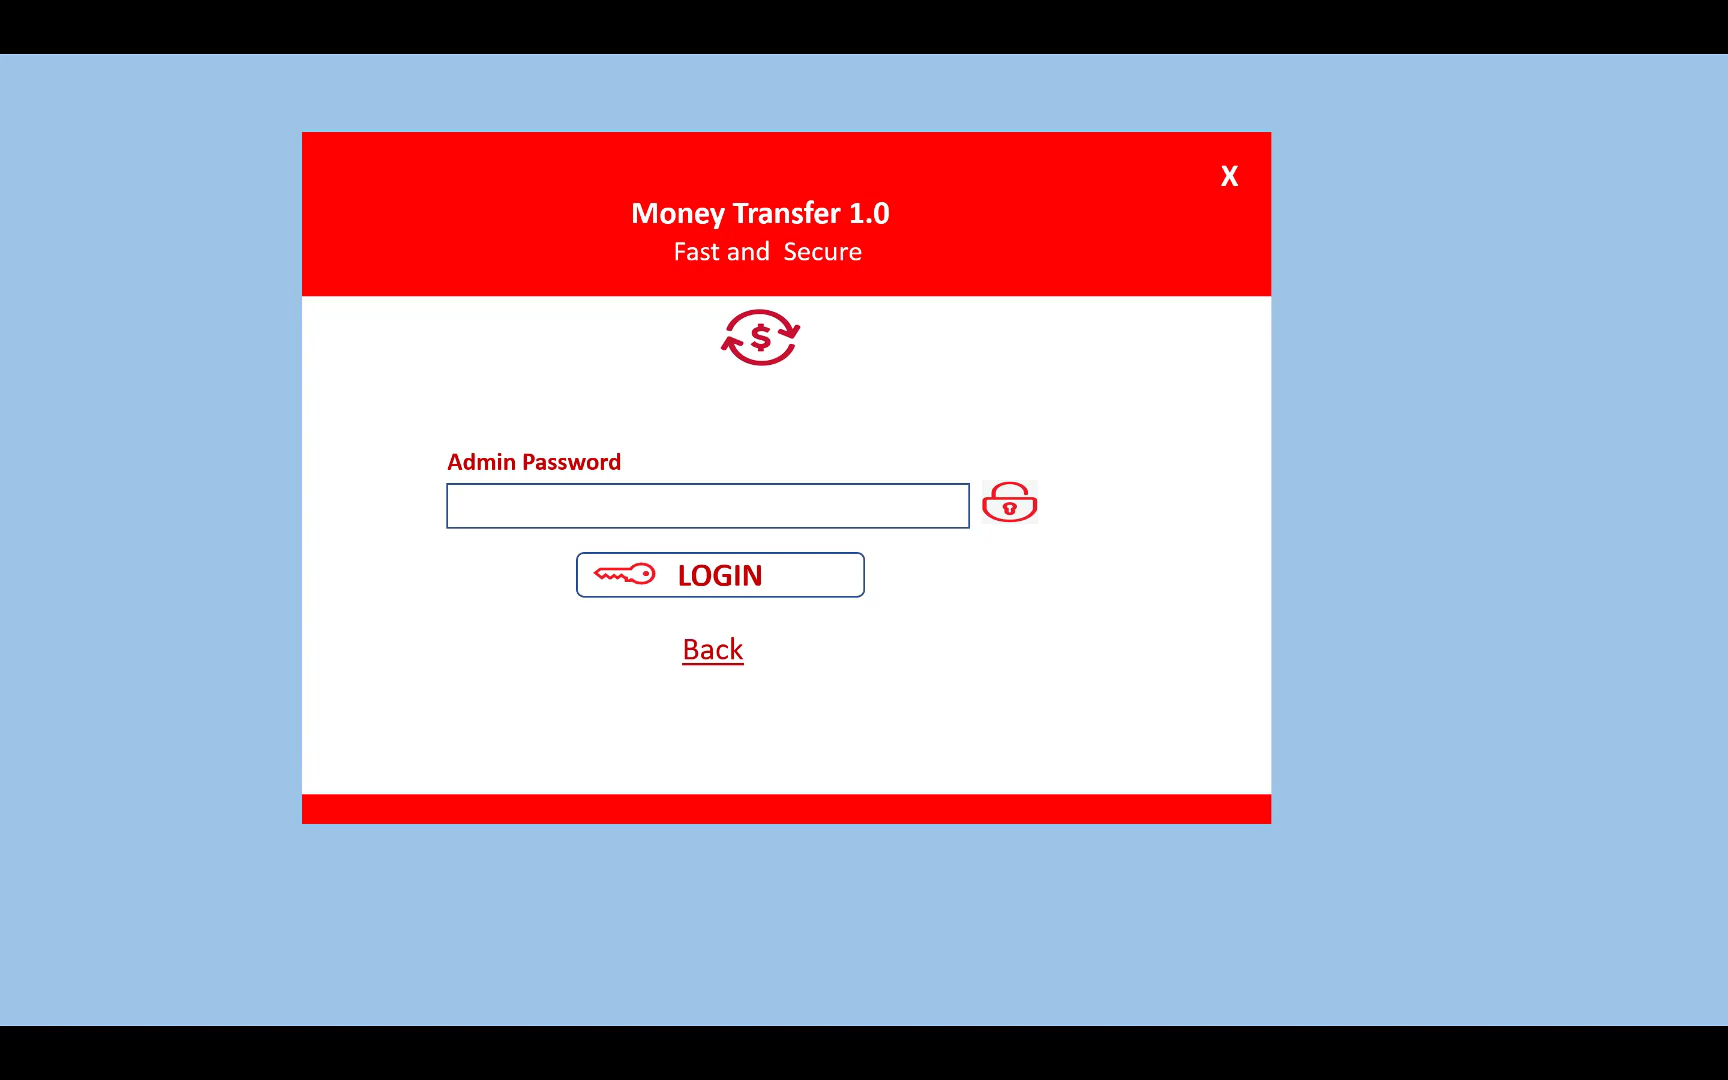 X
Money Transfer 1.0
Fast and  Secure
$
Admin Password
LOGIN
Back